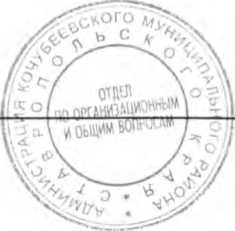 АДМИНИСТРАЦИЯ КОЧУБЕЕВСКОГО МУНИЦИПАЛЬНОГО РАЙОНА
СТАВРОПОЛЬСКОГО КРАЯ
ОТДЕЛ
ПО ОРГАНИЗАЦИОННЫМ
И ОБЩИМ ВОПРОСАМ